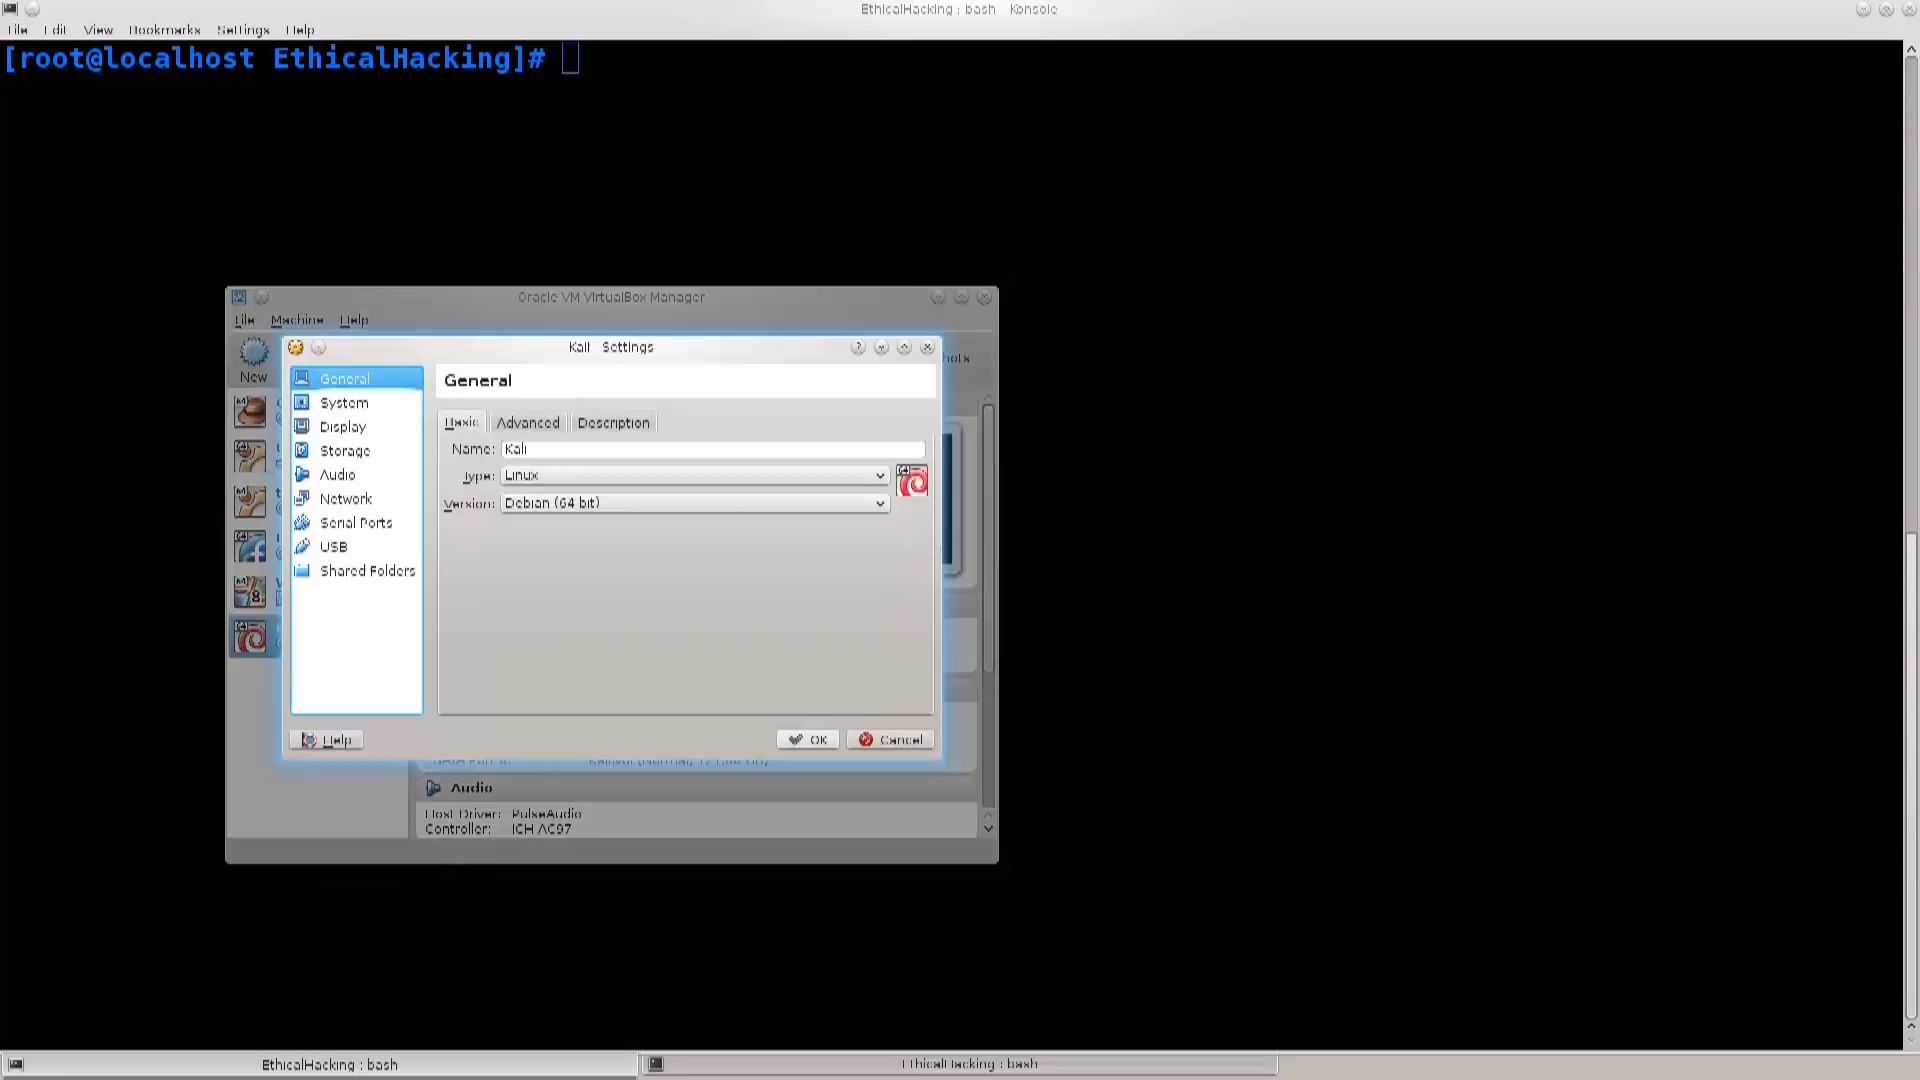 EthicalHacking : bash  Konsole
File Edit View Bookmarks Settings Help
[root@localhost EthicalHacking]#
Oracle VM VirtualBox Manager
File Machine Help
New
Kali  Settings
General
System
Display
Storage
Audio
Network
Serial Ports
USB
Shared Folders
General
Basic Advanced Description
Name: Kali
Type: Linux
Version: Debian (64 bit)
Help OK Cancel
Audio
Host Driver: PulseAudio
Controller: ICH AC97
EthicalHacking : bash
EthicalHacking : bash